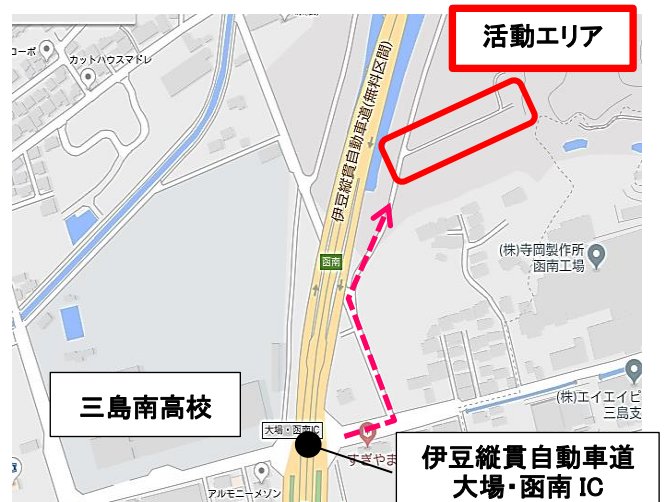 活動エリア
コーポ
カットハウスマドレ
伊豆縦貫自動車道(無料区間)
函南
(株)寺岡製作所
函南工場
三島南高校
(株)エイエイピ
三島支
大場・函南IC
すぎやま
伊豆縦貫自動車道
大場・函南 IC
アルモニーメゾン